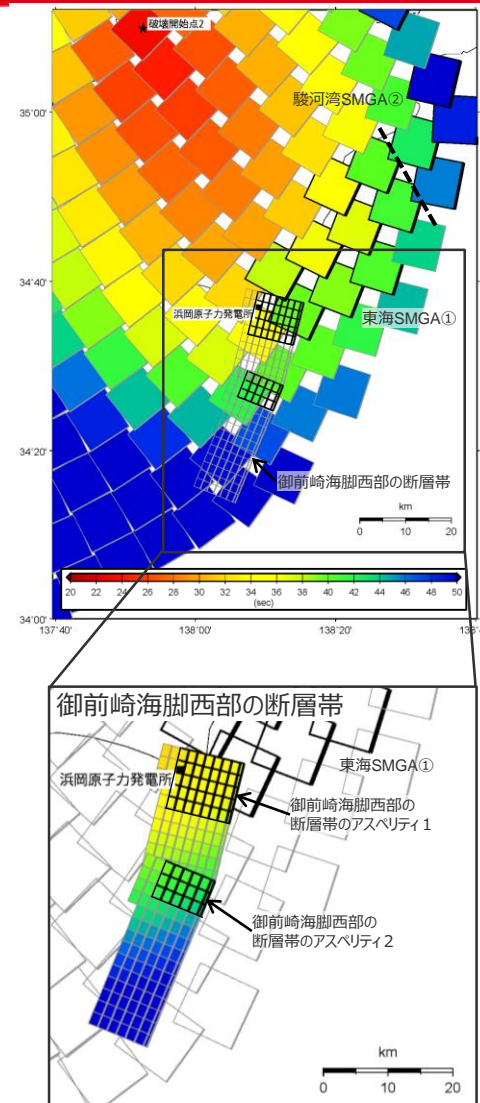 破壊開始点2
駿河湾SMGA②
35°00'
34°40'
浜岡原子力発電所
東海SMGA①
34°20'
御前崎海脚西部の断層帯
km
0 10 20
20 22 24 26 28 30 32 34 36 38 40 42 44 46 48 50
(sec)
34°00'
137°40' 138°00' 138°20'
御前崎海脚西部の断層帯
東海SMGA①
浜岡原子力発電所
御前崎海脚西部の
断層帯のアスペリティ1
御前崎海脚西部の
断層帯のアスペリティ2
km
0 10 20